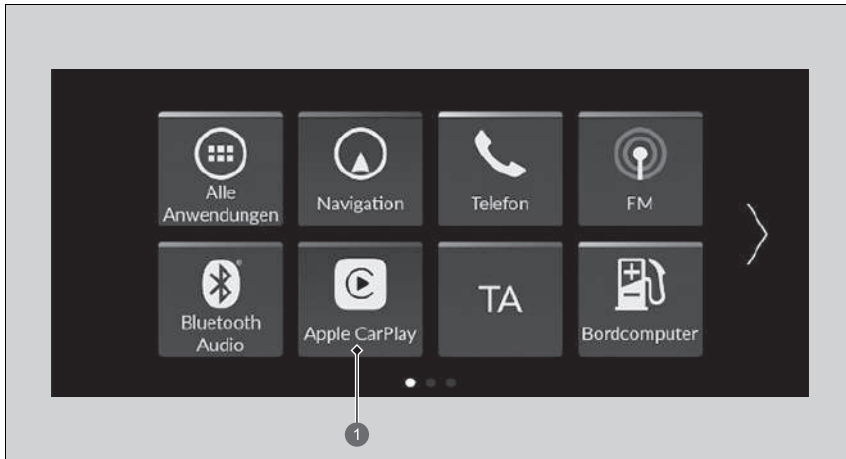 Alle
Anwendungen
Navigation
Telefon
FM
Bluetooth
Audio
Apple CarPlay
TA
Bordcomputer
1